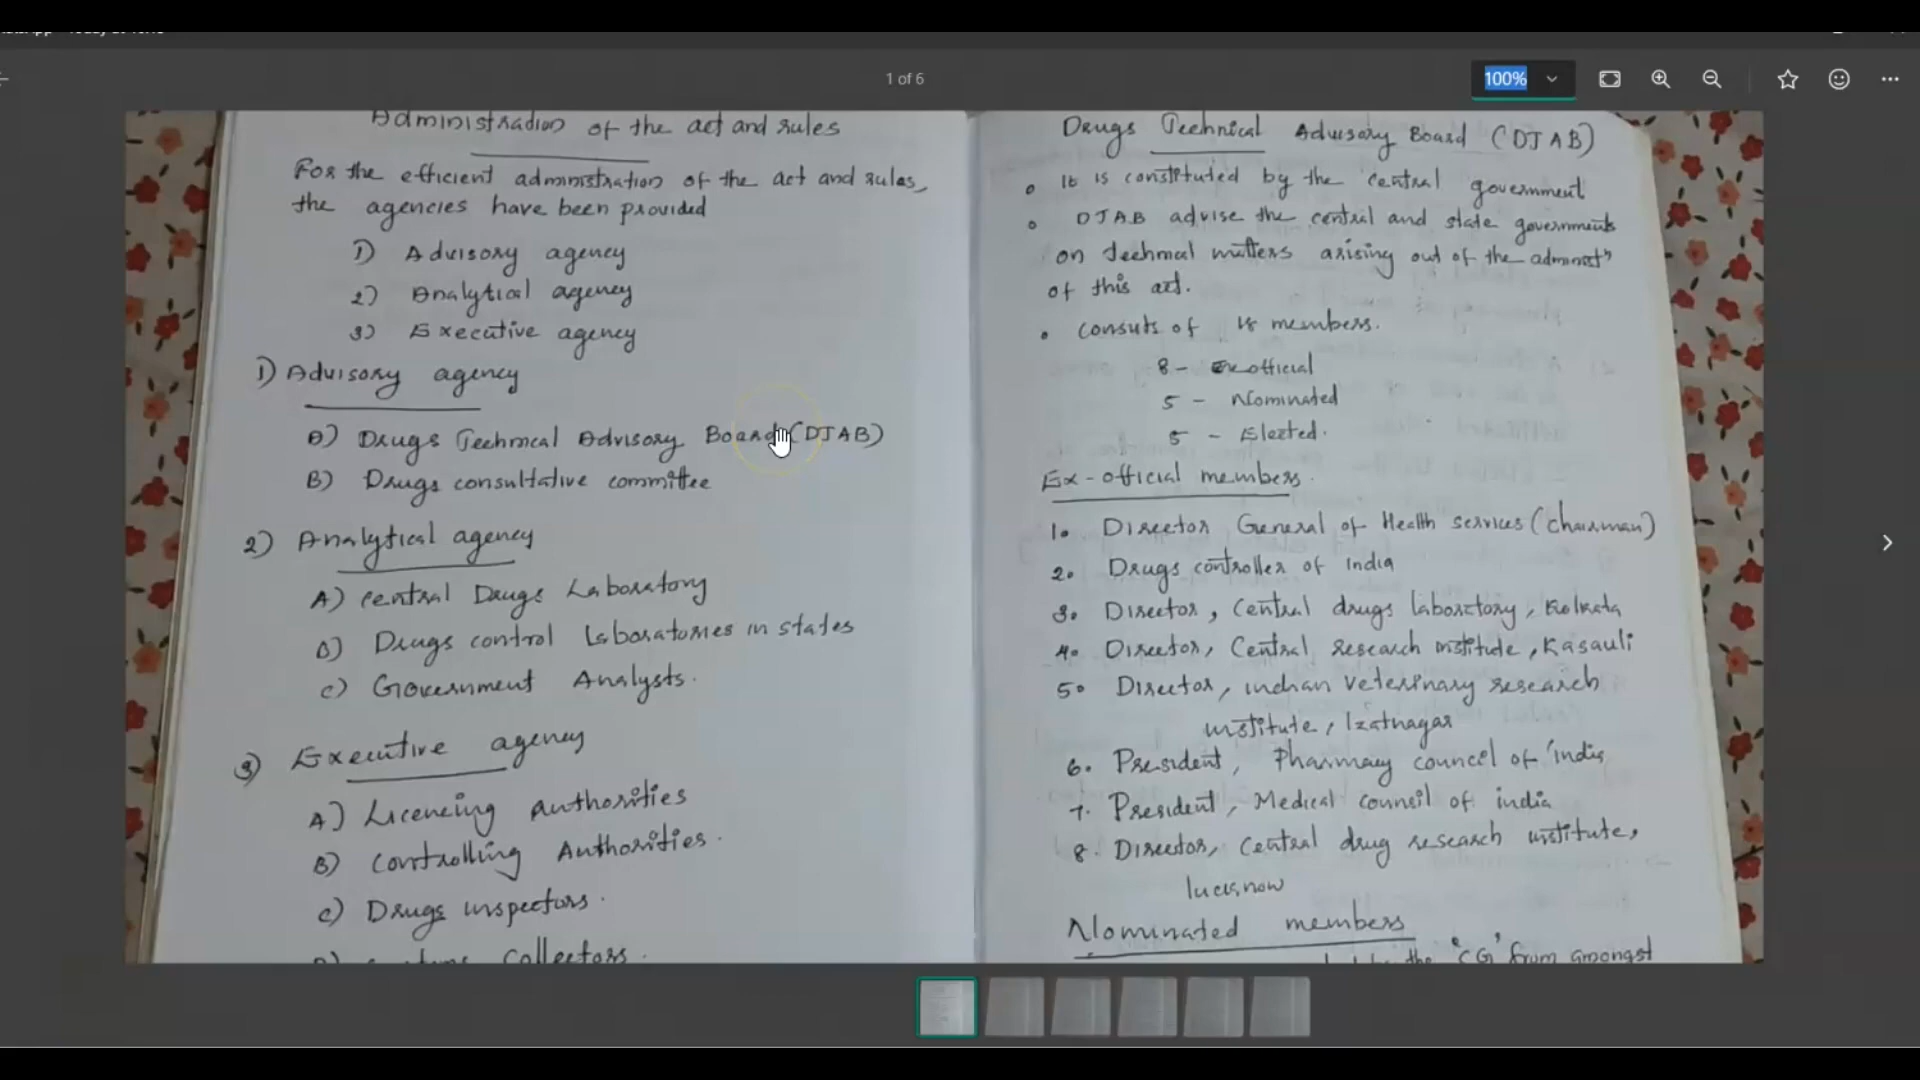 1 of 6
100%
Administration of the act and rules
For the efficient administration of the act and rules,
the agencies have been provided
1) Advisory agency
2) Analytical agency
3) Executive agency
1) Advisory agency
A) Drugs Technical Advisory Board (DTAB)
B) Drugs consultative committee
2) Analytical agency
A) Central Drugs Laboratory
B) Drugs control Laboratories in states
C) Government Analysts.
3) Executive agency
A) Licencing authorities
B) Controlling Authorities.
C) Drugs inspectors.
collectors.
Drugs Technical Advisory Board (DTAB)
It is constituted by the central government
DTAB advise the central and state governments
on technical matters arising out of the administn
of this act.
Consists of 18 members.
8 - Ex official
5 - Nominated
5 - Elected.
Ex-official members.
1. Director General of Health services (chairman)
2. Drugs controller of India
3. Director, Central drugs laboratory, Kolkata
4. Director, Central research institute, Kasauli
5. Director, indian veterinary research
institute, Izatnagar
6. President, Pharmacy council of india
7. President, Medical council of india
8. Director, Central drug research institute,
lucknow
Nominated members
the 'CG' from amongst